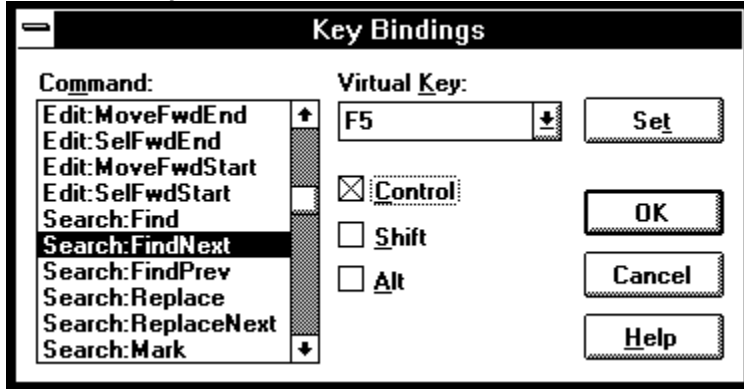 Key Bindings
Command:
Edit:MoveFwdEnd
Edit:SelFwdEnd
Edit:MoveFwdStart
Edit:SelFwdStart
Search:Find
Search:FindNext
Search:FindPrev
Search:Replace
Search:ReplaceNext
Search:Mark
Virtual Key:
F5
Control
Shift
Alt
Set
OK
Cancel
Help